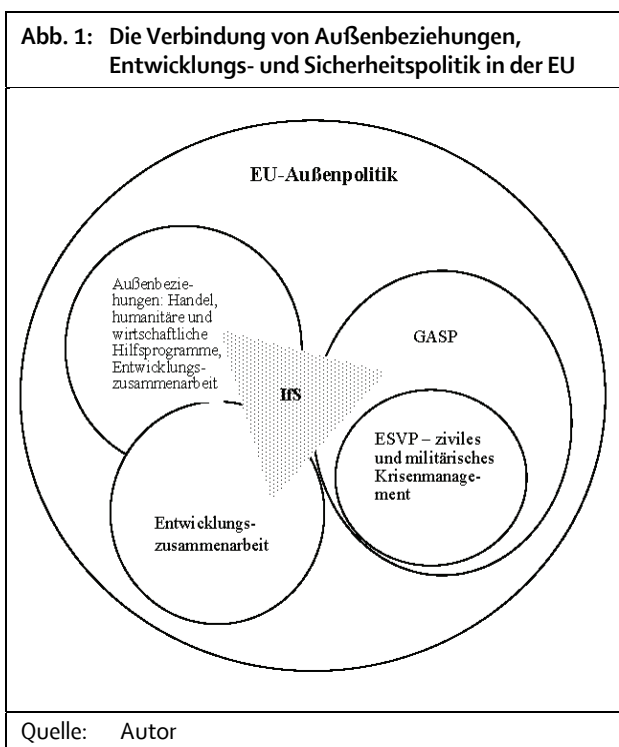 Abb. 1: Die Verbindung von Außenbeziehungen,
Entwicklungs- und Sicherheitspolitik in der EU
EU-Außenpolitik
Außenbezie-
hungen: Handel,
humanitäre und
wirtschaftliche
Hilfsprogramme,
Entwicklungs-
zusammenarbeit
GASP
IfS
ESVP – ziviles
und militärisches
Krisenmanage-
ment
Entwicklungs-
zusammenarbeit
Quelle: Autor